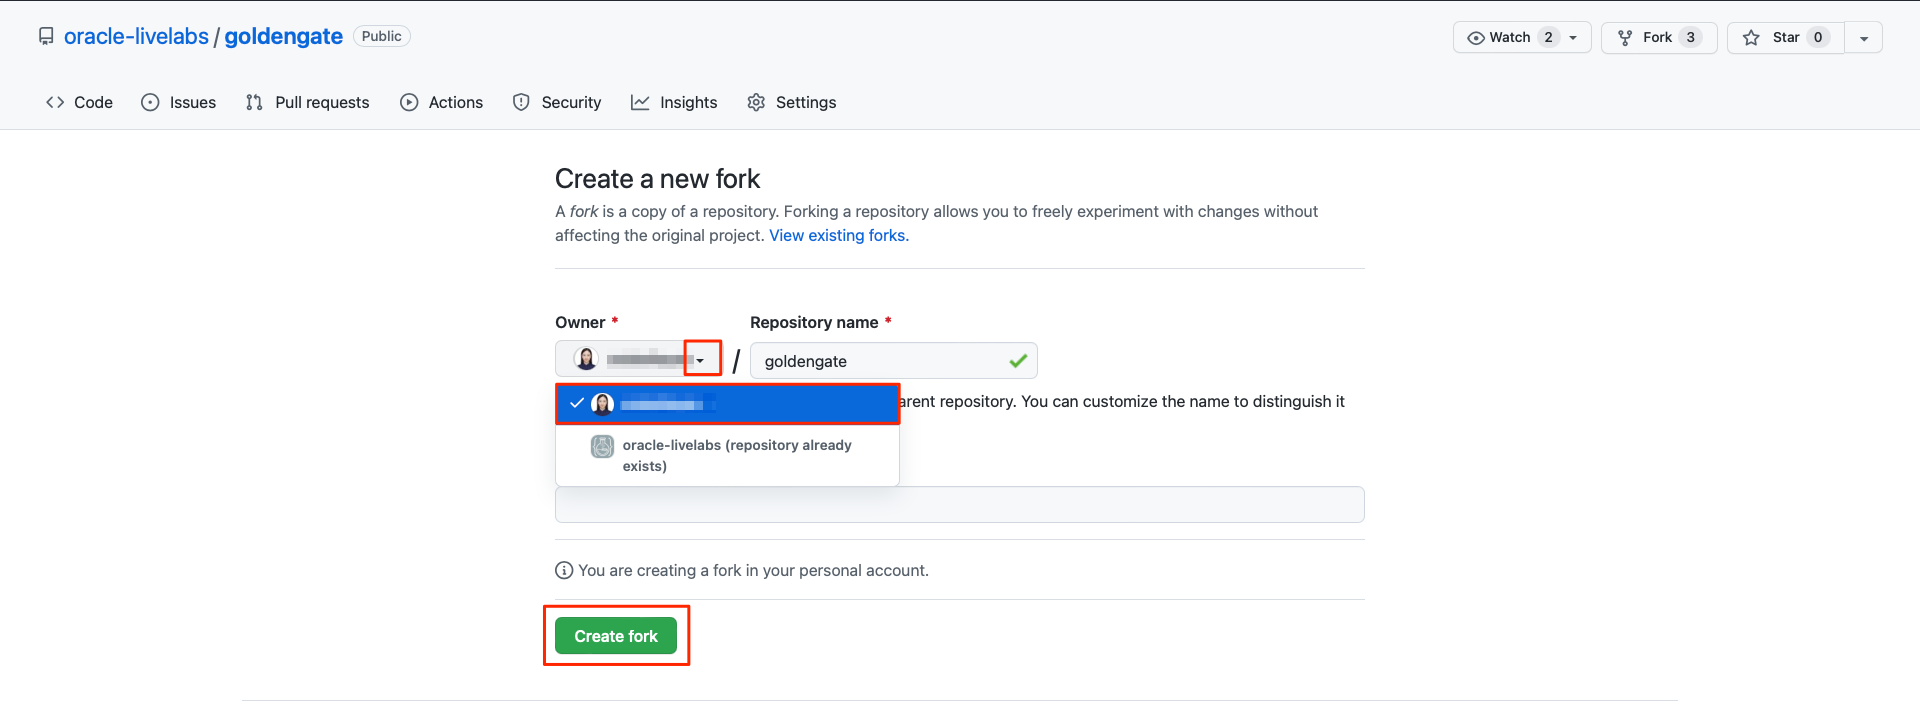 oracle-livelabs / goldengate Public
Watch 2 Fork 3 Star 0
Code Issues Pull requests Actions Security Insights Settings
Create a new fork
A fork is a copy of a repository. Forking a repository allows you to freely experiment with changes without
affecting the original project. View existing forks.
Owner * Repository name *
/ goldengate
arent repository. You can customize the name to distinguish it
oracle-livelabs (repository already
exists)
You are creating a fork in your personal account.
Create fork